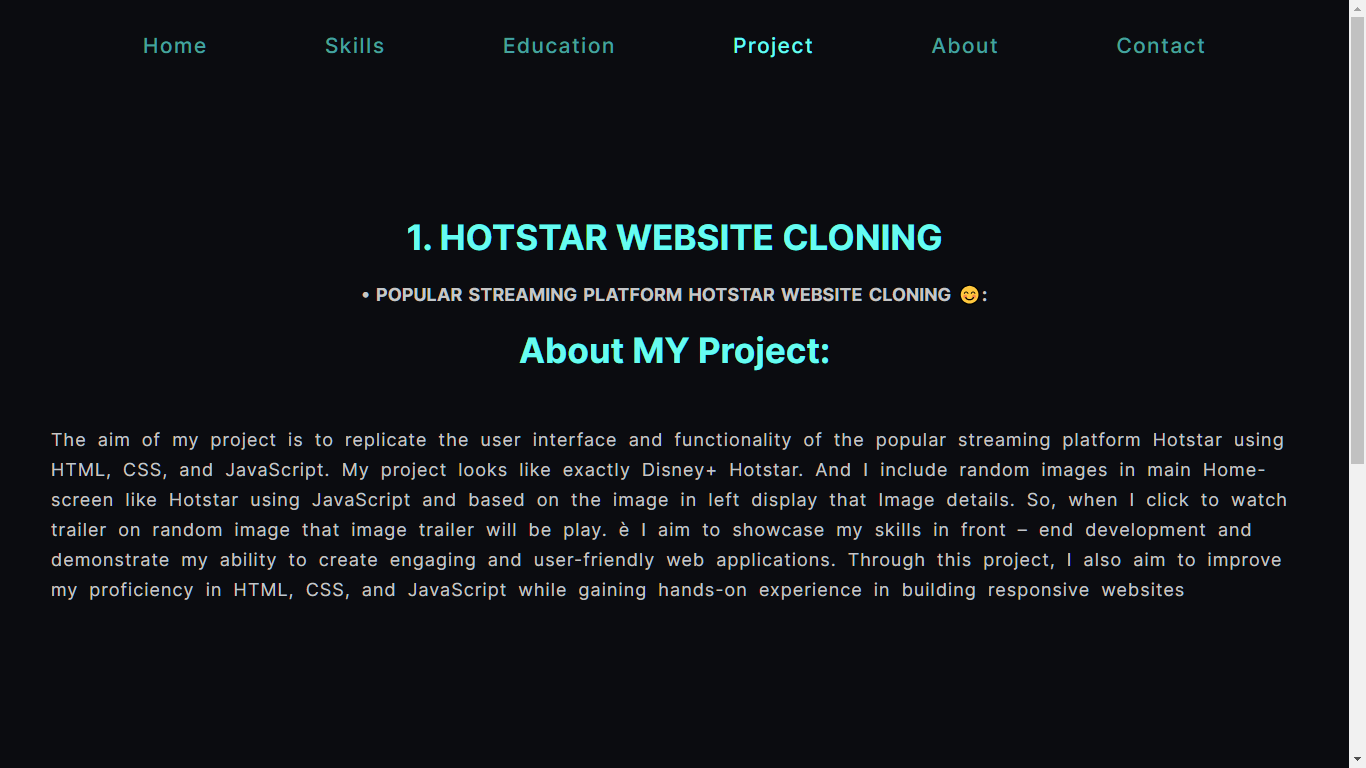 Home Skills Education Project About Contact
1. HOTSTAR WEBSITE CLONING
• POPULAR STREAMING PLATFORM HOTSTAR WEBSITE CLONING 😊:
About MY Project:
The aim of my project is to replicate the user interface and functionality of the popular streaming platform Hotstar using
HTML, CSS, and JavaScript. My project looks like exactly Disney+ Hotstar. And I include random images in main Home-
screen like Hotstar using JavaScript and based on the image in left display that Image details. So, when I click to watch
trailer on random image that image trailer will be play. è I aim to showcase my skills in front – end development and
demonstrate my ability to create engaging and user-friendly web applications. Through this project, I also aim to improve
my proficiency in HTML, CSS, and JavaScript while gaining hands-on experience in building responsive websites